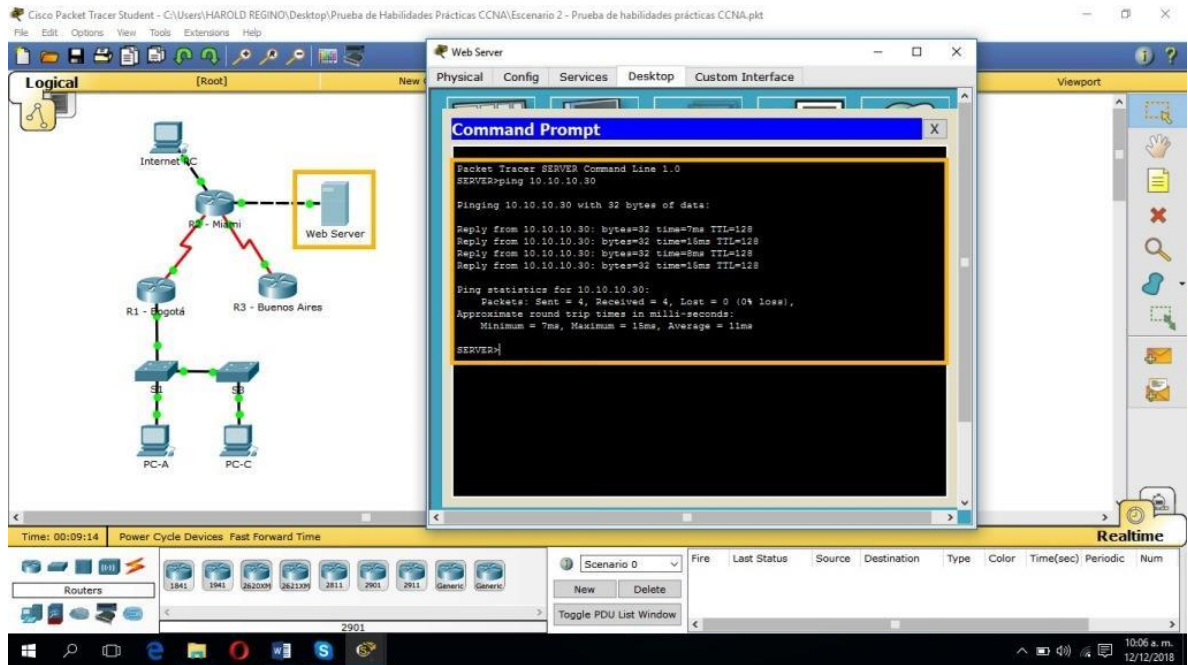 Cisco Packet Tracer Student - C:\Users\HAROLD REGINO\Desktop\Prueba de Habilidades Prácticas CCNA\Escenario 2 - Prueba de habilidades prácticas CCNA.pkt
File Edit Options View Tools Extensions Help
Logical [Root] New Viewport
Web Server
Physical Config Services Desktop Custom Interface
Command Prompt X
Packet Tracer SERVER Command Line 1.0
SERVER>ping 10.10.10.30
Pinging 10.10.10.30 with 32 bytes of data:
Reply from 10.10.10.30: bytes=32 time=7ms TTL=128
Reply from 10.10.10.30: bytes=32 time=15ms TTL=128
Reply from 10.10.10.30: bytes=32 time=8ms TTL=128
Reply from 10.10.10.30: bytes=32 time=15ms TTL=128
Ping statistics for 10.10.10.30:
Packets: Sent = 4, Received = 4, Lost = 0 (0% loss),
Approximate round trip times in milli-seconds:
Minimum = 7ms, Maximum = 15ms, Average = 11ms
SERVER>
Internet PC
R2 - Miami
Web Server
R1 - Bogotá
R3 - Buenos Aires
S1 S3
PC-A PC-C
Time: 00:09:14 Power Cycle Devices Fast Forward Time Realtime
Routers
1841 1941 2620XM 2621XM 2811 2901 2911 Generic Generic
2901
Scenario 0
New Delete
Toggle PDU List Window
Fire Last Status Source Destination Type Color Time(sec) Periodic Num
10:06 a. m.
12/12/2018